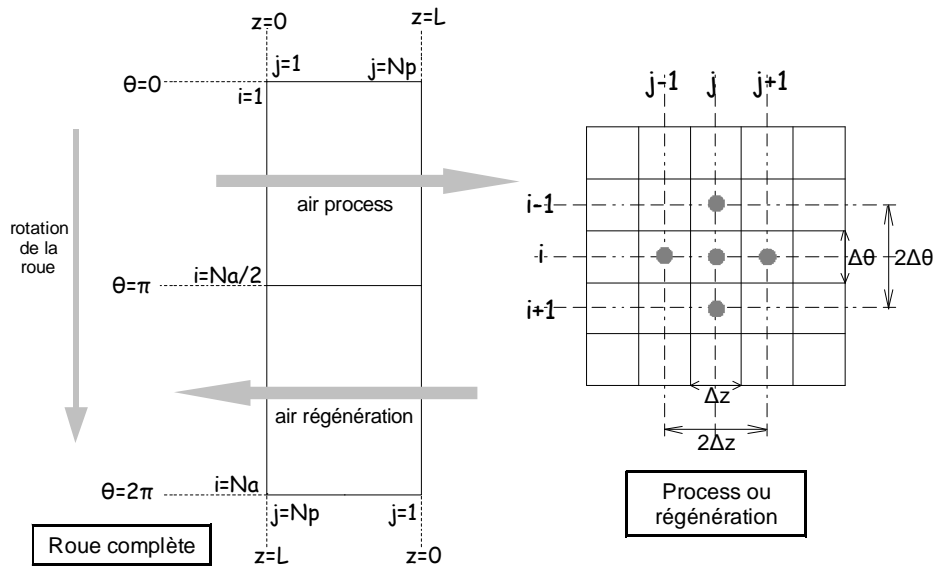 z=0
z=L
j=1
j=Np
θ=0
i=1
air process
rotation
de la
roue
i=Na/2
θ=π
air régénération
i=Na
θ=2π
j=Np
j=1
z=L
z=0
Roue complète
j-1
j
j+1
i-1
i
i+1
Δθ
2Δθ
Δz
2Δz
Process ou
régénération